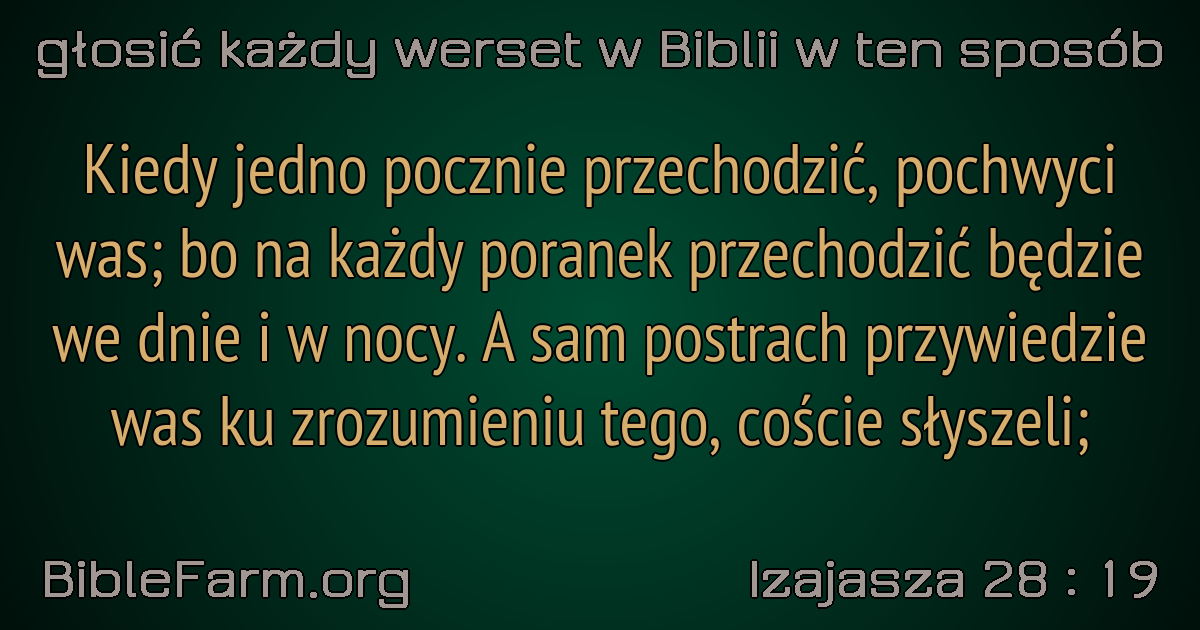 głosić każdy werset w Biblii w ten sposób
Kiedy jedno pocznie przechodzić, pochwyci
was; bo na każdy poranek przechodzić będzie
we dnie i w nocy. A sam postrach przywiedzie
was ku zrozumieniu tego, coście słyszeli;
BibleFarm.org
Izajasza 28 : 19